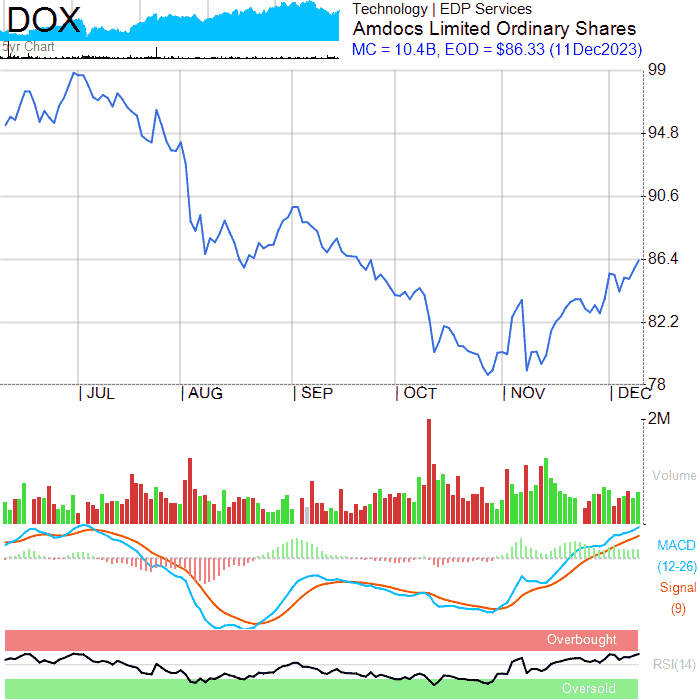 DOX
5yr Chart
Technology | EDP Services
Amdocs Limited Ordinary Shares
MC = 10.4B, EOD = $86.33 (11Dec2023)
99
94.8
90.6
86.4
82.2
78
JUL AUG SEP OCT NOV DEC
2M
Volume
MACD
(12-26)
Signal
(9)
Overbought
RSI(14)
Oversold